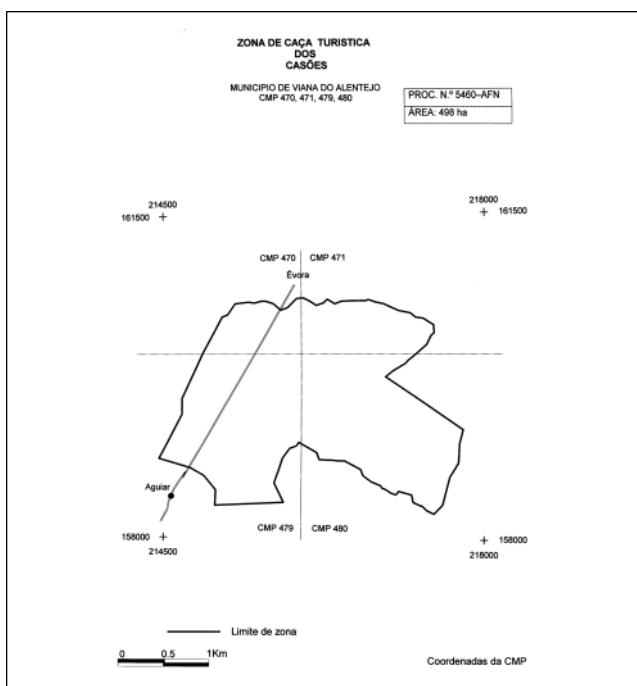 ZONA DE CAÇA TURISTICA
DOS
CASÕES
MUNICIPIO DE VIANA DO ALENTEJO
CMP 470, 471, 479, 480
PROC. N.º 5460-AFN
ÁREA: 498 ha
214500
161500
218000
161500
CMP 470
CMP 471
Évora
Aguiar
CMP 479
CMP 480
158000
214500
158000
218000
Limite de zona
0 0.5 1Km
Coordenadas da CMP